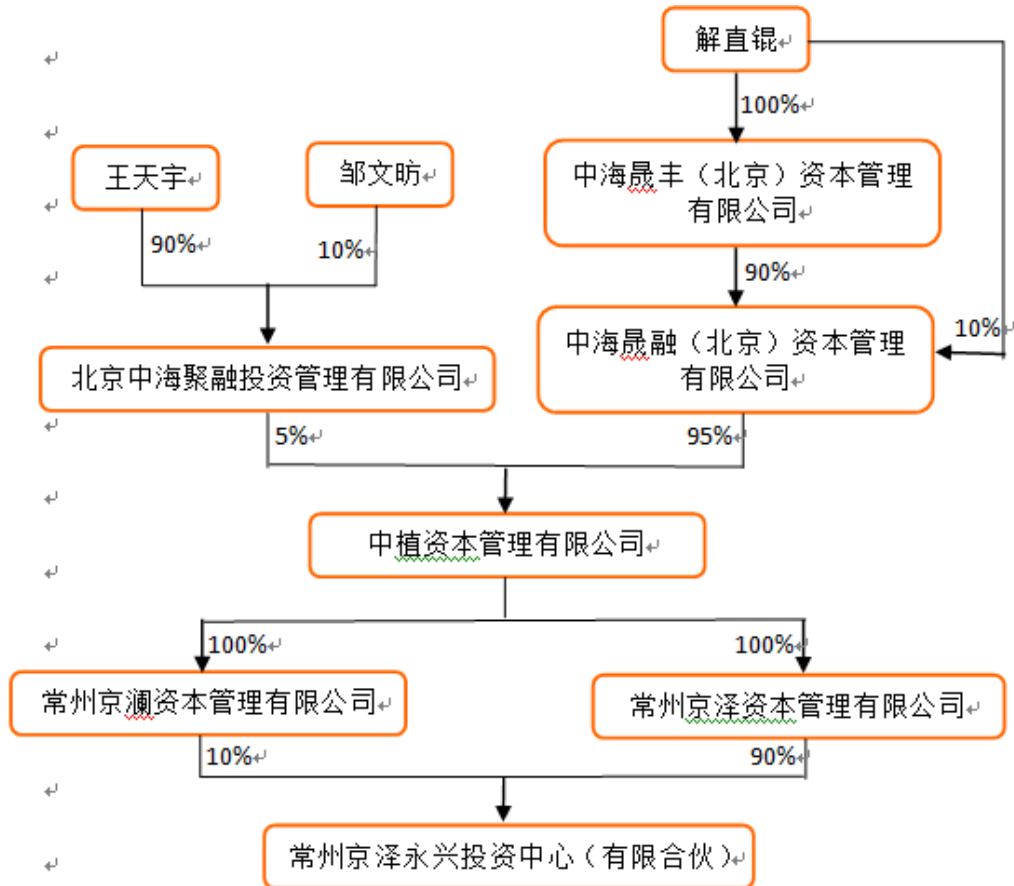 解直锟
100%
王天宇
邹文昉
中海晟丰（北京）资本管理
有限公司
90%
10%
90%
10%
北京中海聚融投资管理有限公司
中海晟融（北京）资本管理
有限公司
5%
95%
中植资本管理有限公司
100%
100%
常州京澜资本管理有限公司
常州京泽资本管理有限公司
10%
90%
常州京泽永兴投资中心（有限合伙）